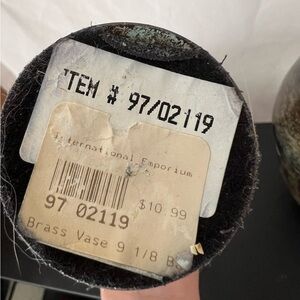 ITEM # 97/02119
International Emporium
97 02119
$10.99
Brass Vase 9 1/8 B